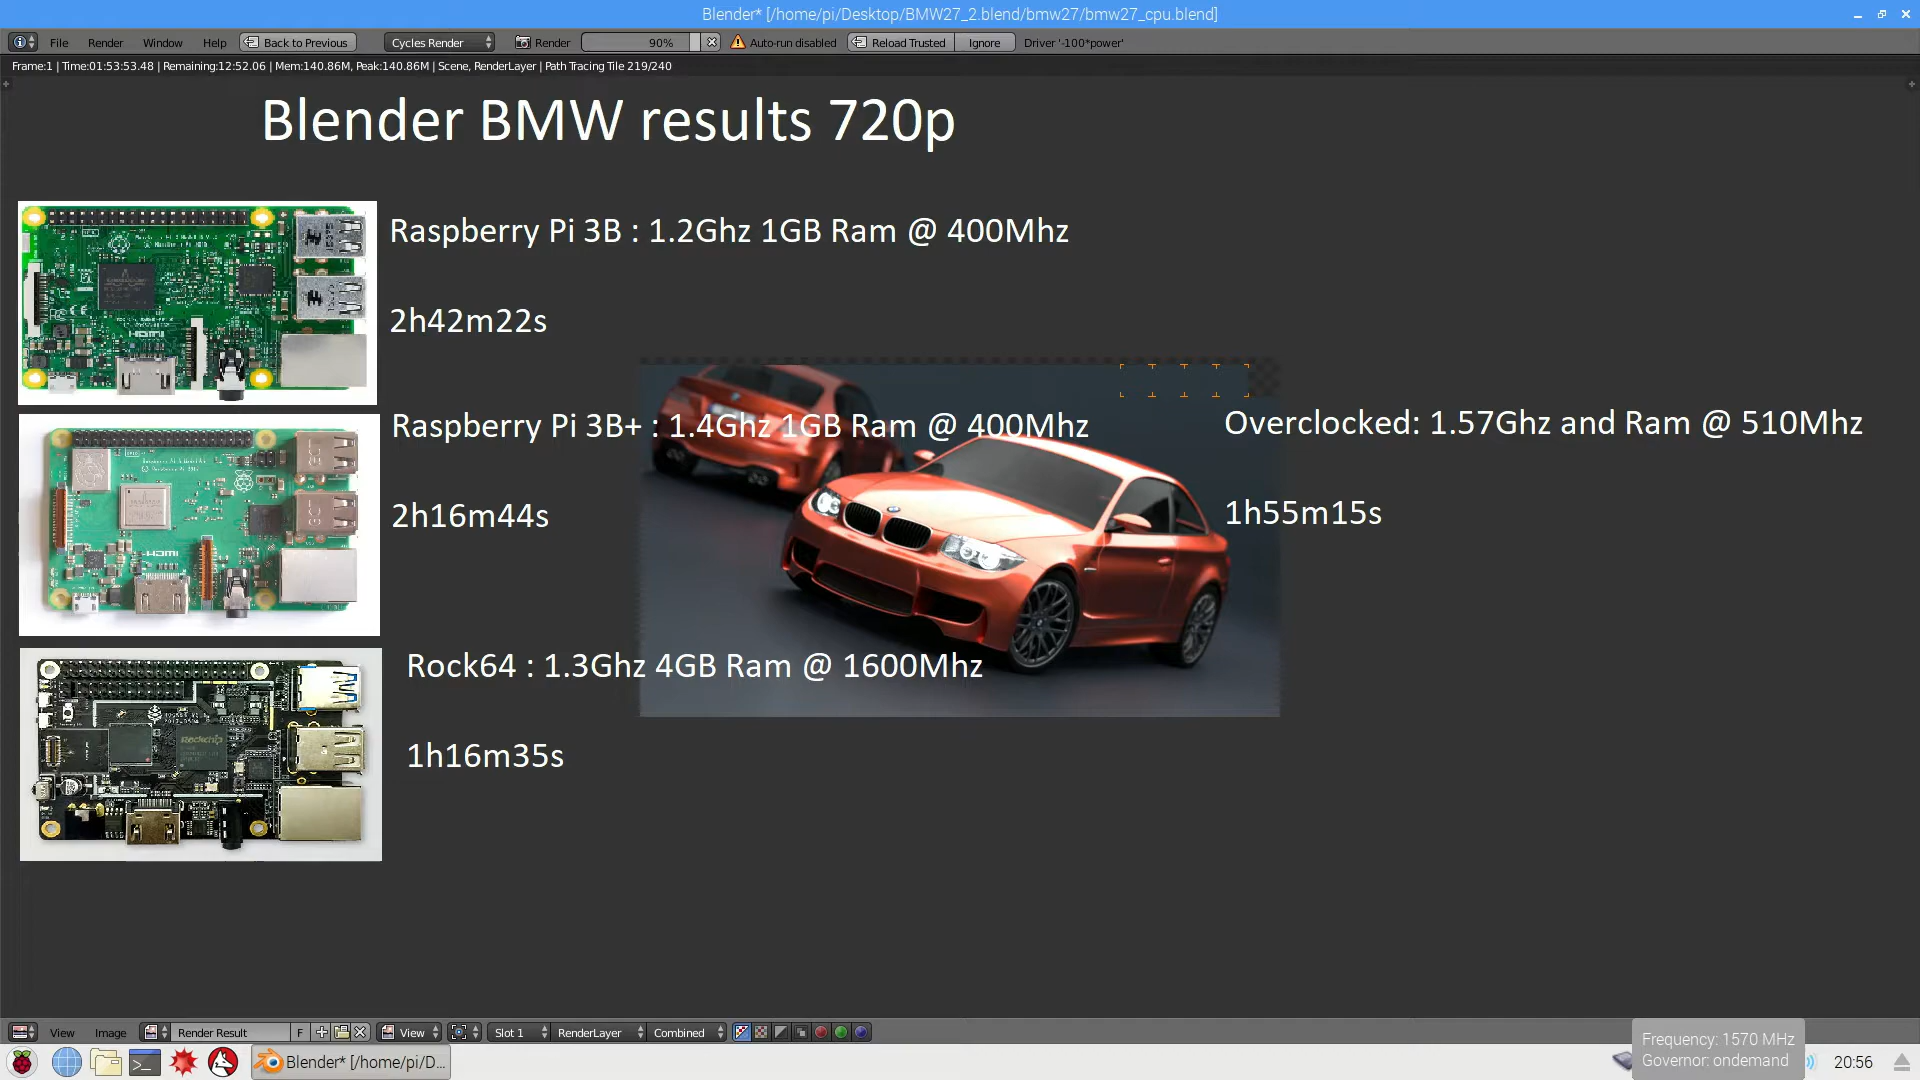 Blender* [/home/pi/Desktop/BMW27_2.blend/bmw27/bmw27_cpu.blend]
File Render Window Help Back to Previous Cycles Render Render 90% Auto-run disabled Reload Trusted Ignore Driver '-100*power'
Frame:1 | Time:01:53:53.48 | Remaining:12:52.06 | Mem:140.86M, Peak:140.86M | Scene, RenderLayer | Path Tracing Tile 219/240
Blender BMW results 720p
Raspberry Pi 3B : 1.2Ghz 1GB Ram @ 400Mhz
2h42m22s
HDMI
Raspberry Pi 3B+ : 1.4Ghz 1GB Ram @ 400Mhz
Overclocked: 1.57Ghz and Ram @ 510Mhz
2h16m44s
1h55m15s
HDMI
Rock64 : 1.3Ghz 4GB Ram @ 1600Mhz
Rockchip
1h16m35s
View Image Render Result F View Slot 1 RenderLayer Combined
Frequency: 1570 MHz
Governor: ondemand
Blender* [/home/pi/D...
20:56